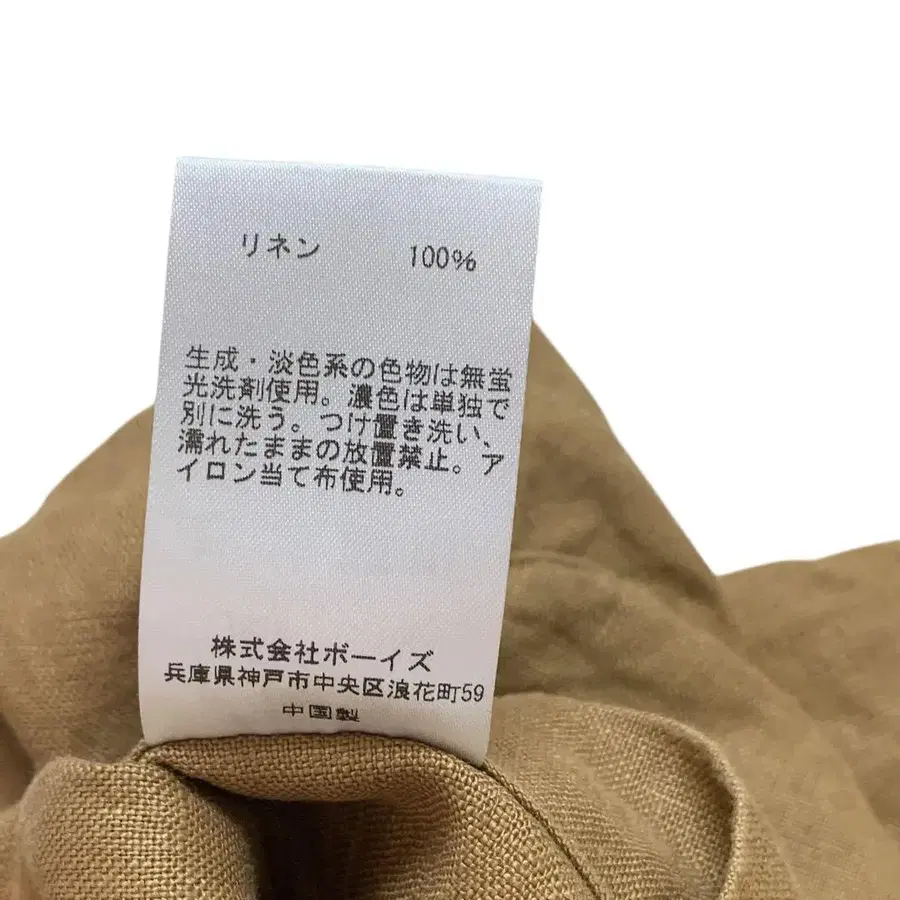 リネン 100%
生成・淡色系の色物は無蛍
光洗剤使用。濃色は単独で
別に洗う。つけ置き洗い、
濡れたままの放置禁止。ア
イロン当て布使用。
株式会社ボーイズ
兵庫県神戸市中央区浪花町59
中国製